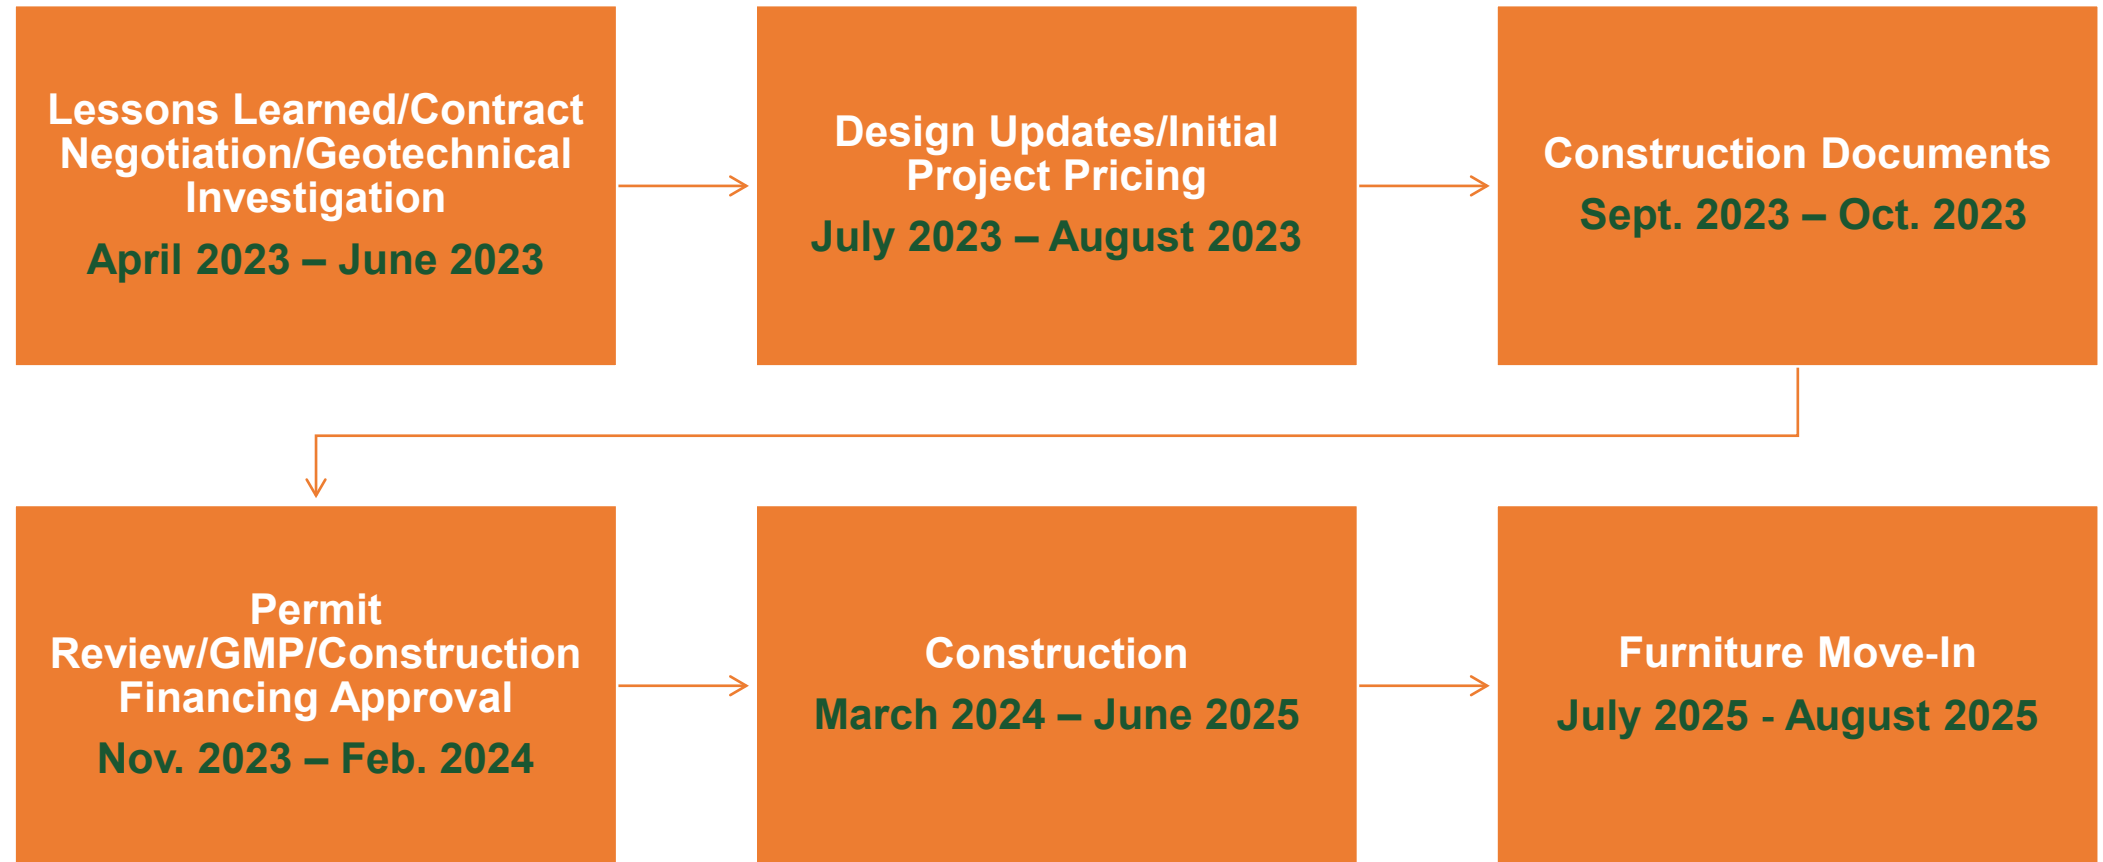 Lessons Learned/Contract
Negotiation/Geotechnical
Investigation
April 2023 – June 2023
Design Updates/Initial
Project Pricing
July 2023 – August 2023
Construction Documents
Sept. 2023 – Oct. 2023
Permit
Review/GMP/Construction
Financing Approval
Nov. 2023 – Feb. 2024
Construction
March 2024 – June 2025
Furniture Move-In
July 2025 - August 2025